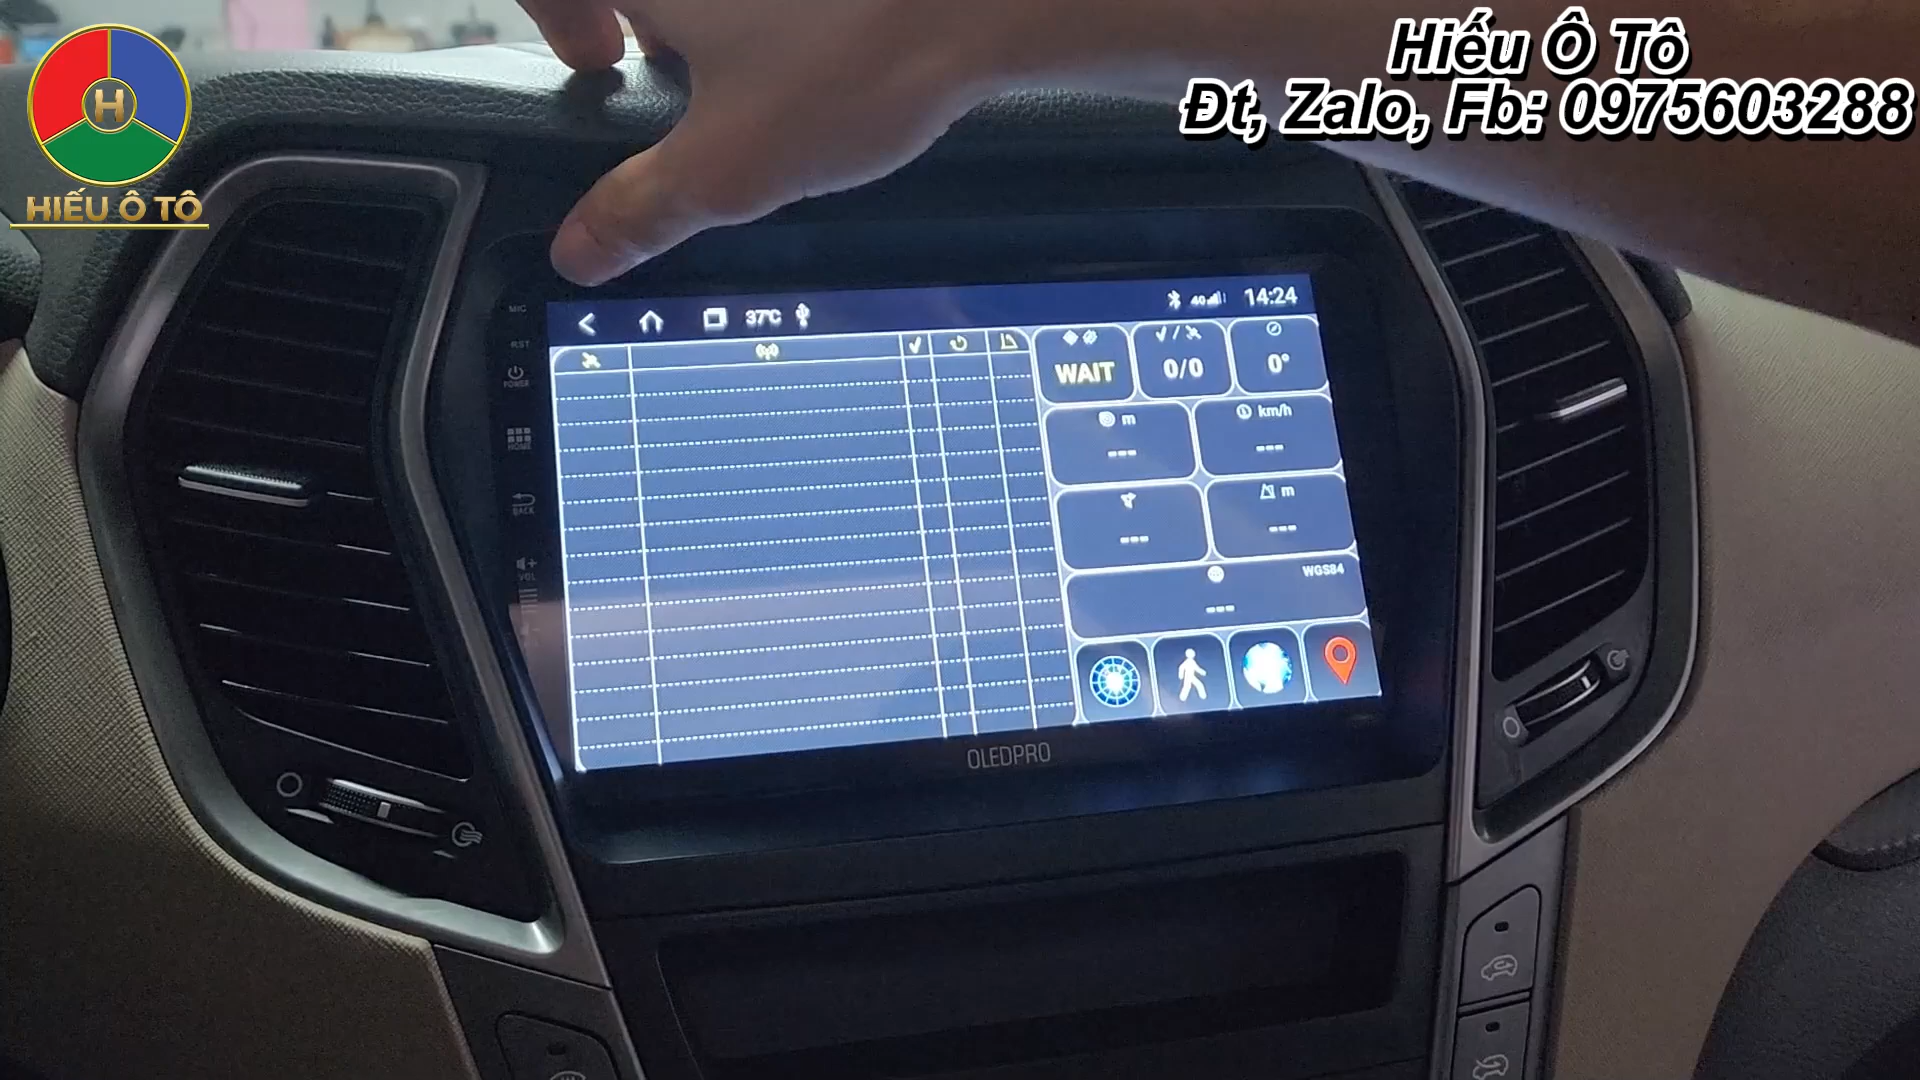 Hiếu Ô Tô
Đt, Zalo, Fb: 0975603288
H
HIẾU Ô TÔ
MIC
RST
POWER
HOME
BACK
VOL
37°C
4G
14:24
WAIT
0/0
0°
m
---
km/h
---
---
m
---
WGS84
---
OLEDPRO